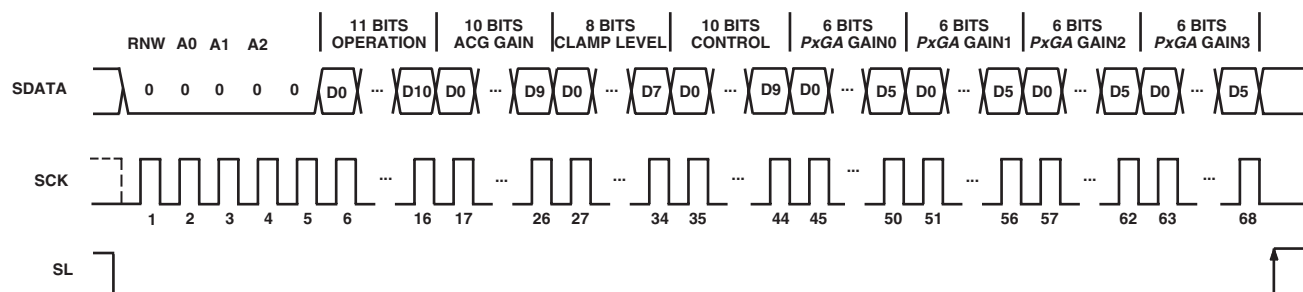 11 BITS 10 BITS 8 BITS 10 BITS 6 BITS 6 BITS 6 BITS 6 BITS
RNW A0 A1 A2 OPERATION ACG GAIN CLAMP LEVEL CONTROL PxGA GAIN0 PxGA GAIN1 PxGA GAIN2 PxGA GAIN3
SDATA 0 0 0 0 0 D0 ... D10 D0 ... D9 D0 ... D7 D0 ... D9 D0 ... D5 D0 ... D5 D0 ... D5 D0 ... D5
SCK ... ... ... ... ... ... ... ...
1 2 3 4 5 6 16 17 26 27 34 35 44 45 50 51 56 57 62 63 68
SL